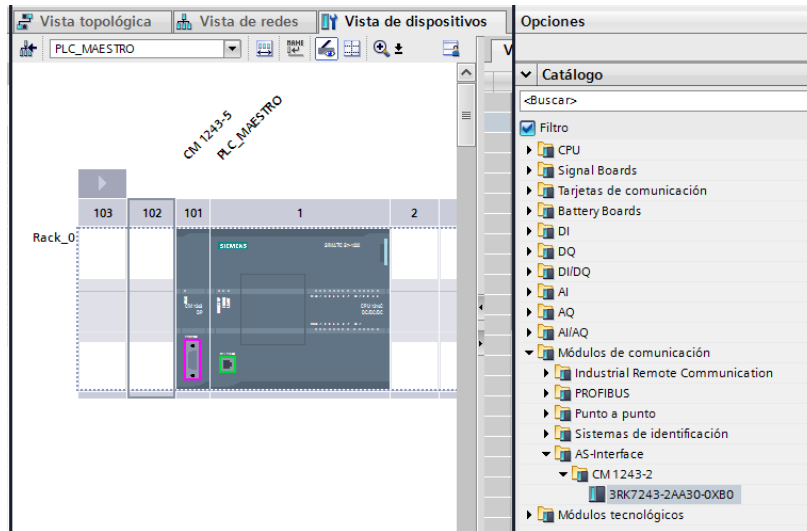 Vista topológica
Vista de redes
Vista de dispositivos
Opciones
PLC_MAESTRO
V
Catálogo
<Buscar>
Filtro
CM 1243-5
PLC_MAESTRO
103
102
101
1
2
Rack_0
SIEMENS
CPU
Signal Boards
Tarjetas de comunicación
Battery Boards
DI
DQ
DI/DQ
AI
AQ
AI/AQ
Módulos de comunicación
Industrial Remote Communication
PROFIBUS
Punto a punto
Sistemas de identificación
AS-Interface
CM 1243-2
3RK7243-2AA30-0XB0
Módulos tecnológicos